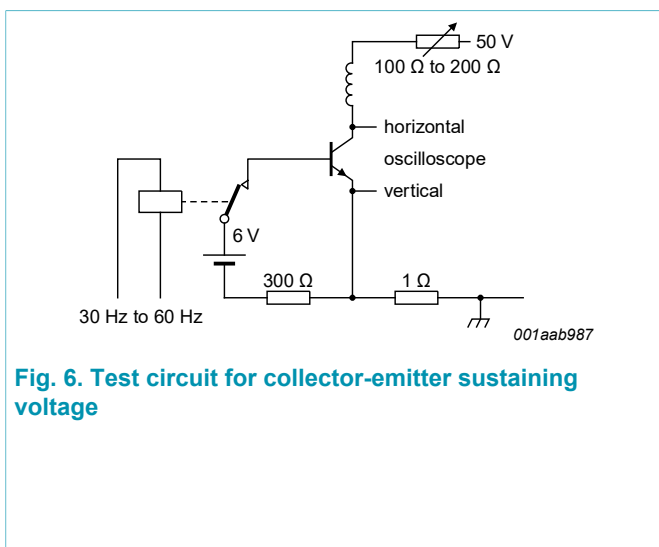 50 V
100 Ω to 200 Ω
horizontal
oscilloscope
vertical
6 V
300 Ω
1 Ω
30 Hz to 60 Hz
001aab987
Fig. 6. Test circuit for collector-emitter sustaining
voltage